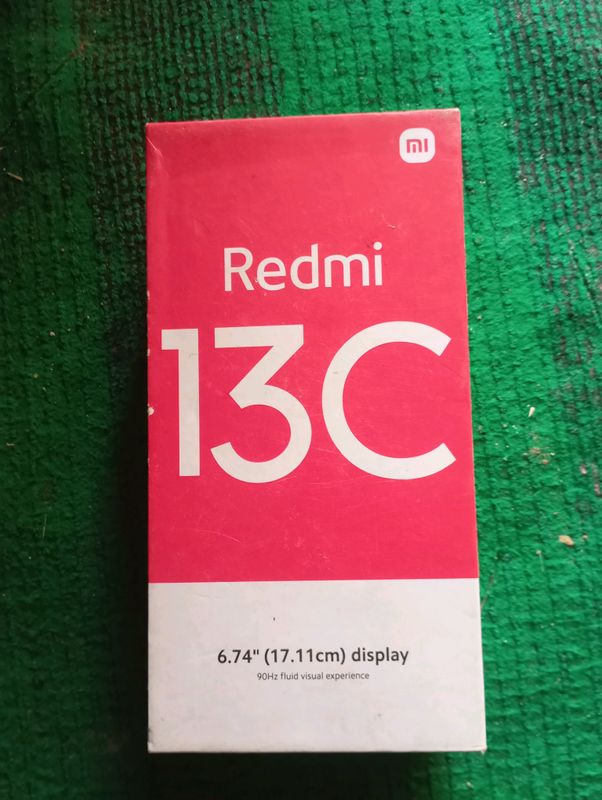 mi
Redmi
13C
6.74" (17.11cm) display
90Hz fluid visual experience